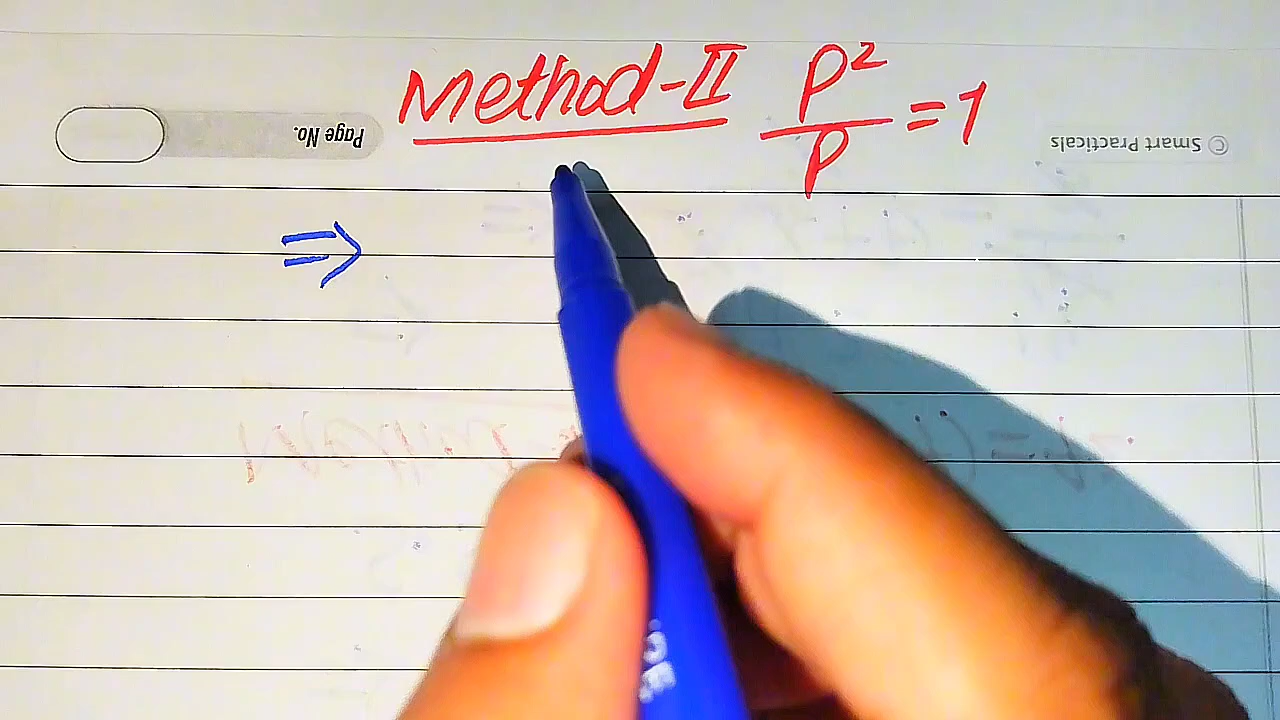 Method-II P²/P = 1
Page No.
© Smart Practicals
⇒